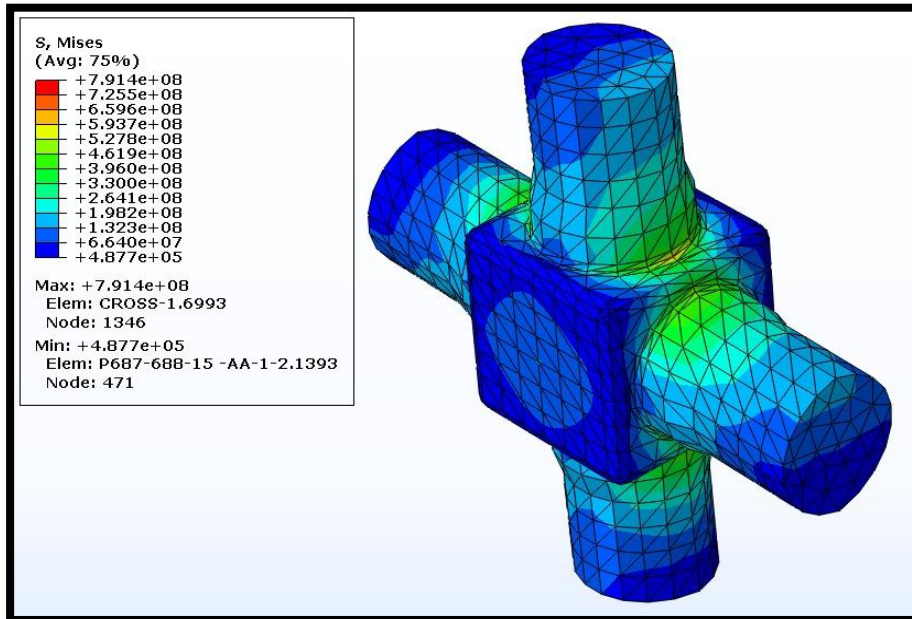 S, Mises
(Avg: 75%)
+7.914e+08
+7.255e+08
+6.596e+08
+5.937e+08
+5.278e+08
+4.619e+08
+3.960e+08
+3.300e+08
+2.641e+08
+1.982e+08
+1.323e+08
+6.640e+07
+4.877e+05
Max: +7.914e+08
Elem: CROSS-1.6993
Node: 1346
Min: +4.877e+05
Elem: P687-688-15 -AA-1-2.1393
Node: 471